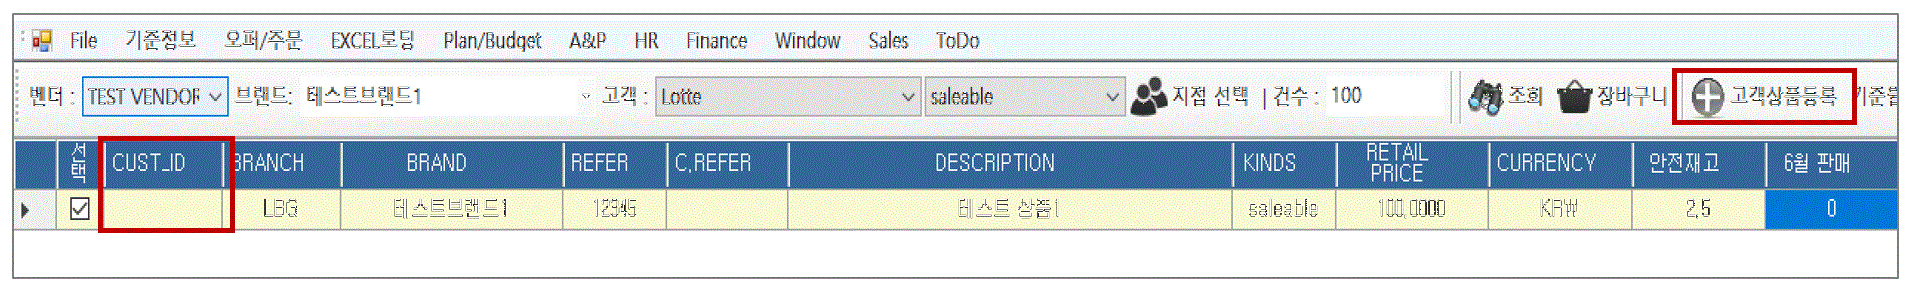 File 기준정보 오퍼/주문 EXCEL로딩 Plan/Budget A&P HR Finance Window Sales ToDo
벤더 : TEST VENDOR 브랜드: 테스트브랜드1 고객 : Lotte saleable 지점 선택 | 건수 : 100 조회 장바구니 고객상품등록 기준월
선택 CUST_ID BRANCH BRAND REFER C.REFER DESCRIPTION KINDS RETAIL PRICE CURRENCY 안전재고 6월 판매
LBG 테스트브랜드1 12345 테스트 상품1 saleable 100,0000 KRW 2.5 0